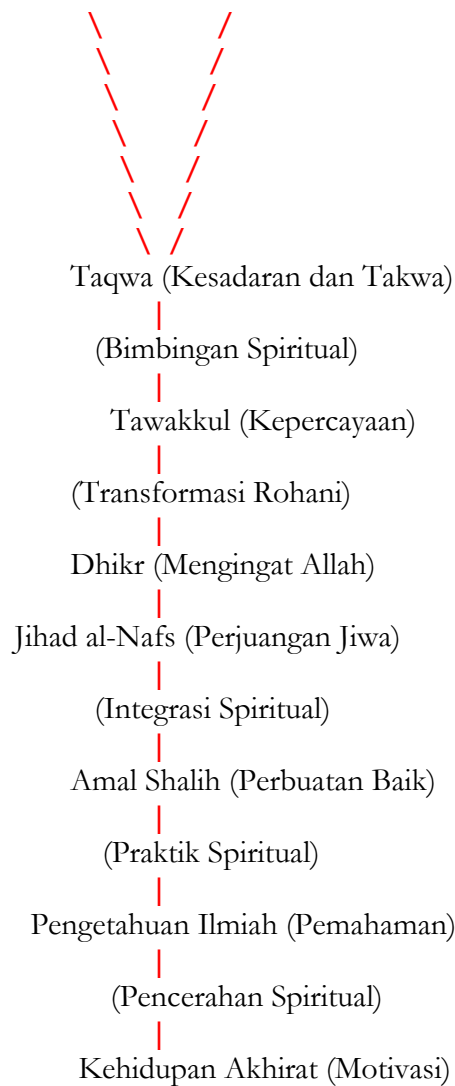 Taqwa (Kesadaran dan Takwa)
(Bimbingan Spiritual)
Tawakkul (Kepercayaan)
(Transformasi Rohani)
Dhikr (Mengingat Allah)
Jihad al-Nafs (Perjuangan Jiwa)
(Integrasi Spiritual)
Amal Shalih (Perbuatan Baik)
(Praktik Spiritual)
Pengetahuan Ilmiah (Pemahaman)
(Pencerahan Spiritual)
Kehidupan Akhirat (Motivasi)